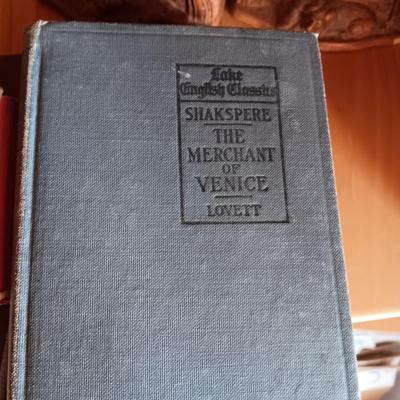 Lake
English Classics
SHAKSPERE
THE
MERCHANT
OF
VENICE
LOVETT